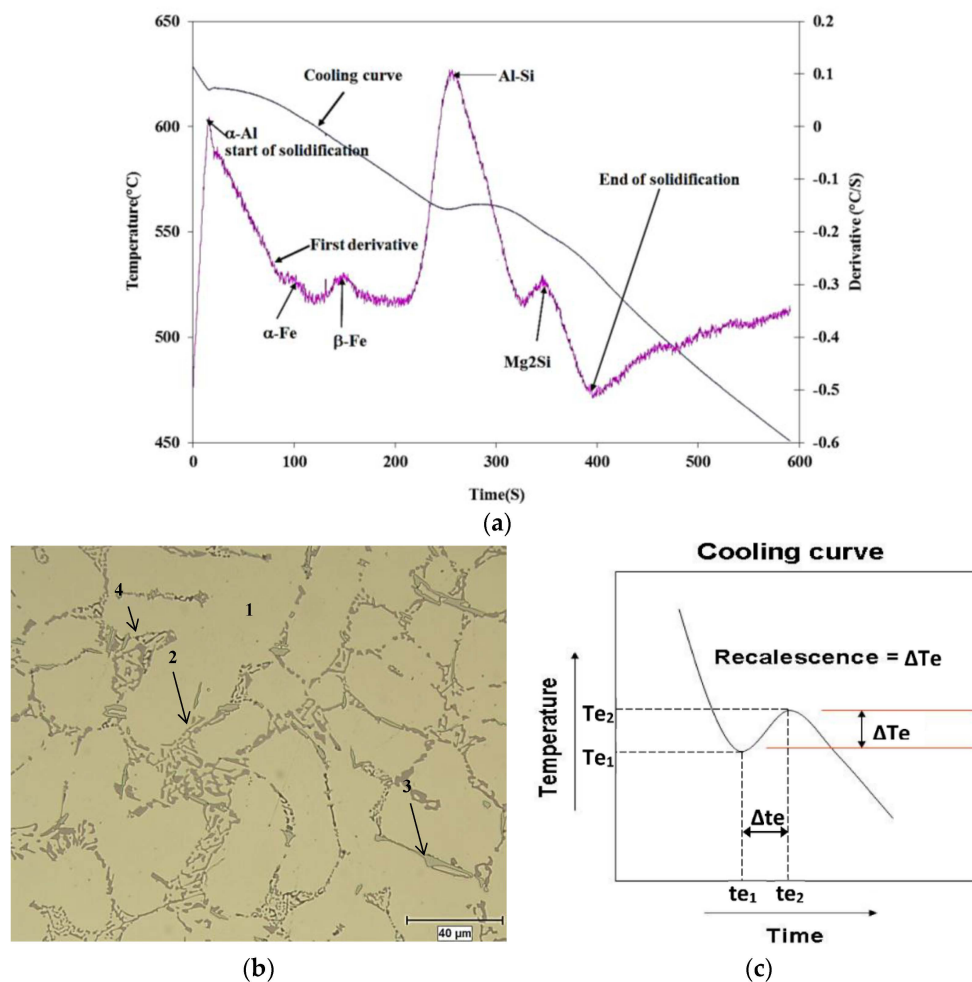 650
600
550
500
450
Temperature(°C)
0.2
0.1
0
-0.1
-0.2
-0.3
-0.4
-0.5
-0.6
Derivative (°C/S)
Cooling curve
Al-Si
α-Al
start of solidification
End of solidification
First derivative
α-Fe
β-Fe
Mg2Si
0
100
200
300
400
500
600
Time(S)
(a)
4
1
2
3
40 µm
(b)
Cooling curve
Recalescence = ΔTe
Temperature
Te2
Te1
ΔTe
Δte
te1
te2
Time
(c)